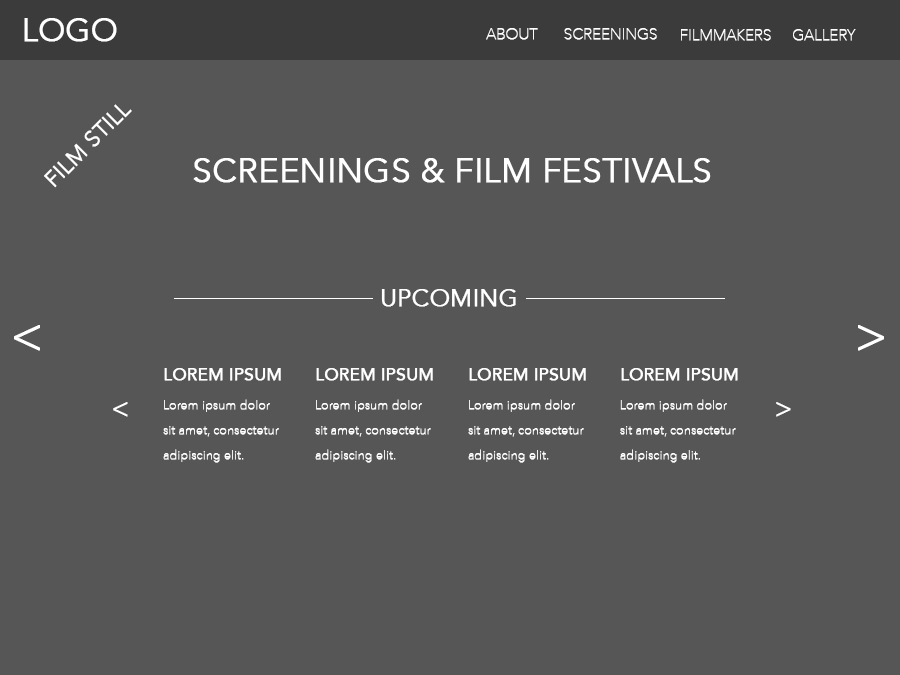 LOGO
ABOUT SCREENINGS FILMMAKERS GALLERY
FILM STILL
SCREENINGS & FILM FESTIVALS
UPCOMING
< >
LOREM IPSUM LOREM IPSUM LOREM IPSUM LOREM IPSUM
Lorem ipsum dolor Lorem ipsum dolor Lorem ipsum dolor Lorem ipsum dolor
< >
sit amet, consectetur sit amet, consectetur sit amet, consectetur sit amet, consectetur
adipiscing elit. adipiscing elit. adipiscing elit. adipiscing elit.